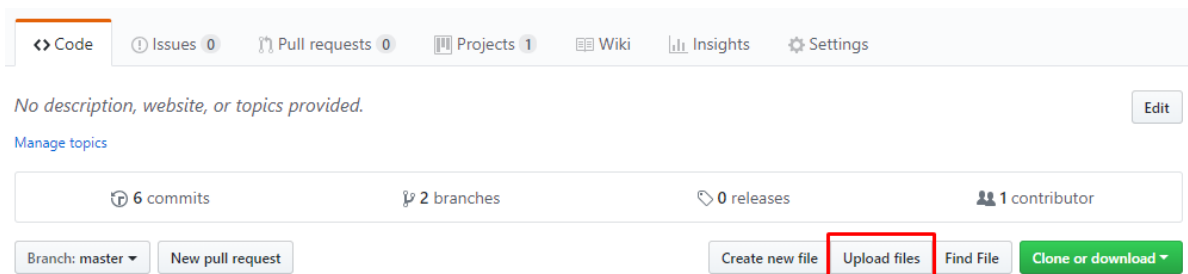 Code Issues 0 Pull requests 0 Projects 1 Wiki Insights Settings
No description, website, or topics provided. Edit
Manage topics
6 commits 2 branches 0 releases 1 contributor
Branch: master New pull request Create new file Upload files Find File Clone or download